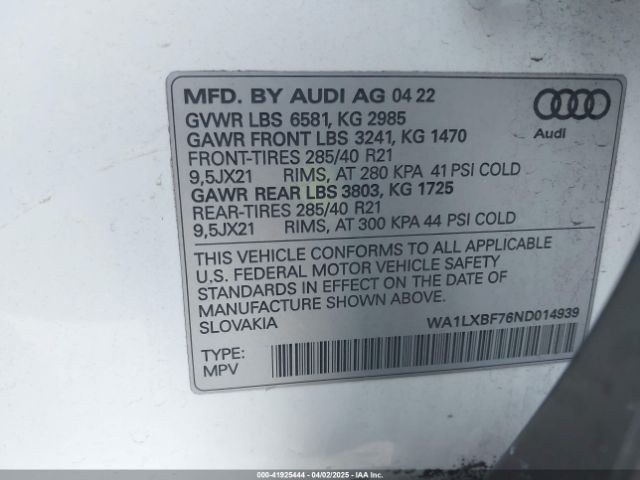 MFD. BY AUDI AG 04 22
GVWR LBS 6581, KG 2985
GAWR FRONT LBS 3241, KG 1470
FRONT-TIRES 285/40 R21
9,5JX21 RIMS, AT 280 KPA 41 PSI COLD
GAWR REAR LBS 3803, KG 1725
REAR-TIRES 285/40 R21
9,5JX21 RIMS, AT 300 KPA 44 PSI COLD
Audi
THIS VEHICLE CONFORMS TO ALL APPLICABLE
U.S. FEDERAL MOTOR VEHICLE SAFETY
STANDARDS IN EFFECT ON THE DATE OF
MANUFACTURE SHOWN ABOVE.
SLOVAKIA WA1LXBF76ND014939
TYPE:
MPV
000-41925444 - 04/02/2025 - IAAI.COM